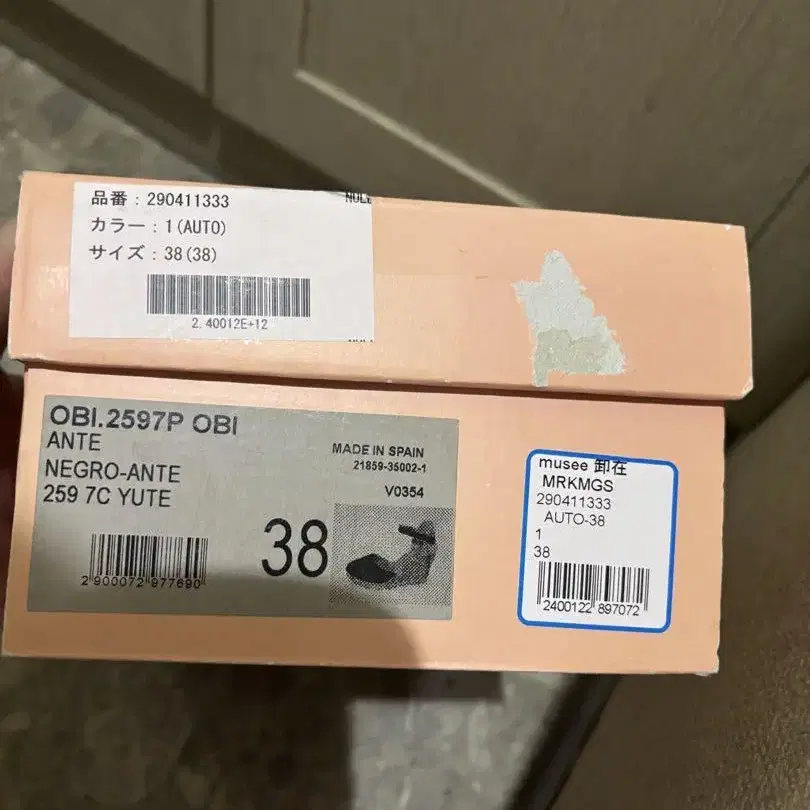 品番：290411333
カラー：1(AUTO)
サイズ：38(38)
2.40012E+12
OBI.2597P OBI
ANTE
NEGRO-ANTE
259 7C YUTE
MADE IN SPAIN
21859-35002-1
V0354
38
2 900072 977690
musee 卸在
MRKMGS
290411333
AUTO-38
1
38
2400122 897072